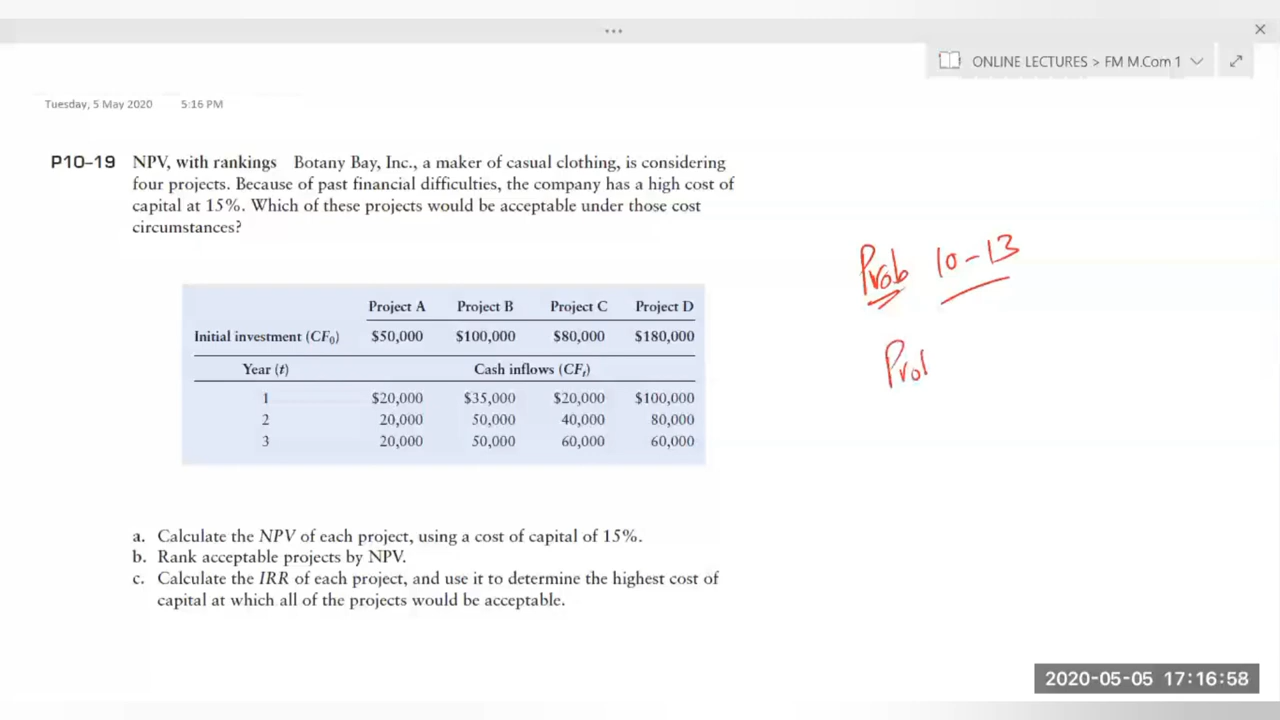 ONLINE LECTURES > FM M.Com 1
Tuesday, 5 May 2020 5:16 PM
P10–19 NPV, with rankings Botany Bay, Inc., a maker of casual clothing, is considering
four projects. Because of past financial difficulties, the company has a high cost of
capital at 15%. Which of these projects would be acceptable under those cost
circumstances?
Prob 10-13
Prob
Project A Project B Project C Project D
Initial investment (CF₀) $50,000 $100,000 $80,000 $180,000
Year (t) Cash inflows (CFₜ)
1 $20,000 $35,000 $20,000 $100,000
2 20,000 50,000 40,000 80,000
3 20,000 50,000 60,000 60,000
a. Calculate the NPV of each project, using a cost of capital of 15%.
b. Rank acceptable projects by NPV.
c. Calculate the IRR of each project, and use it to determine the highest cost of
capital at which all of the projects would be acceptable.
2020-05-05 17:16:58